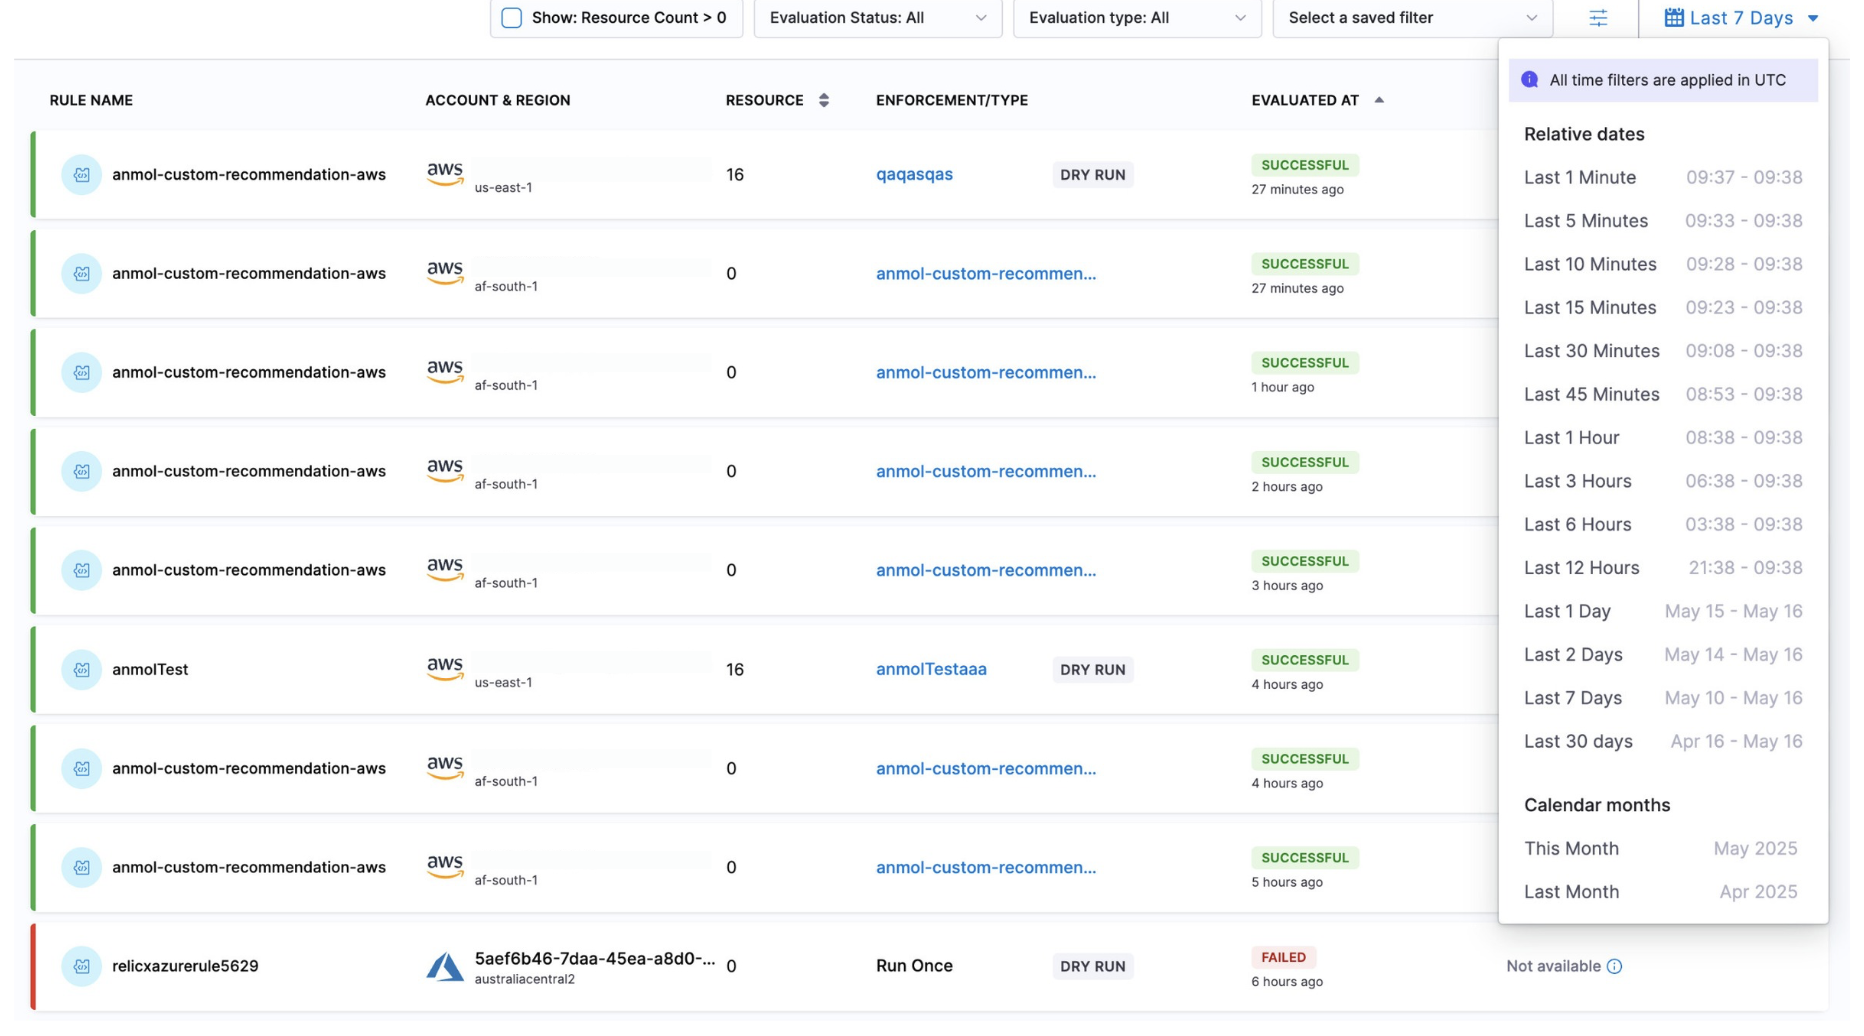 Show: Resource Count > 0
Evaluation Status: All
Evaluation type: All
Select a saved filter
Last 7 Days
RULE NAME
ACCOUNT & REGION
RESOURCE
ENFORCEMENT/TYPE
EVALUATED AT
anmol-custom-recommendation-aws
aws
us-east-1
16
qaqasqas
DRY RUN
SUCCESSFUL
27 minutes ago
anmol-custom-recommendation-aws
aws
af-south-1
0
anmol-custom-recommen...
SUCCESSFUL
27 minutes ago
anmol-custom-recommendation-aws
aws
af-south-1
0
anmol-custom-recommen...
SUCCESSFUL
1 hour ago
anmol-custom-recommendation-aws
aws
af-south-1
0
anmol-custom-recommen...
SUCCESSFUL
2 hours ago
anmol-custom-recommendation-aws
aws
af-south-1
0
anmol-custom-recommen...
SUCCESSFUL
3 hours ago
anmolTest
aws
us-east-1
16
anmolTestaaa
DRY RUN
SUCCESSFUL
4 hours ago
anmol-custom-recommendation-aws
aws
af-south-1
0
anmol-custom-recommen...
SUCCESSFUL
4 hours ago
anmol-custom-recommendation-aws
aws
af-south-1
0
anmol-custom-recommen...
SUCCESSFUL
5 hours ago
relicxazurerule5629
5aef6b46-7daa-45ea-a8d0-...
australiacentral2
0
Run Once
DRY RUN
FAILED
6 hours ago
Not available
All time filters are applied in UTC
Relative dates
Last 1 Minute 09:37 - 09:38
Last 5 Minutes 09:33 - 09:38
Last 10 Minutes 09:28 - 09:38
Last 15 Minutes 09:23 - 09:38
Last 30 Minutes 09:08 - 09:38
Last 45 Minutes 08:53 - 09:38
Last 1 Hour 08:38 - 09:38
Last 3 Hours 06:38 - 09:38
Last 6 Hours 03:38 - 09:38
Last 12 Hours 21:38 - 09:38
Last 1 Day May 15 - May 16
Last 2 Days May 14 - May 16
Last 7 Days May 10 - May 16
Last 30 days Apr 16 - May 16
Calendar months
This Month May 2025
Last Month Apr 2025